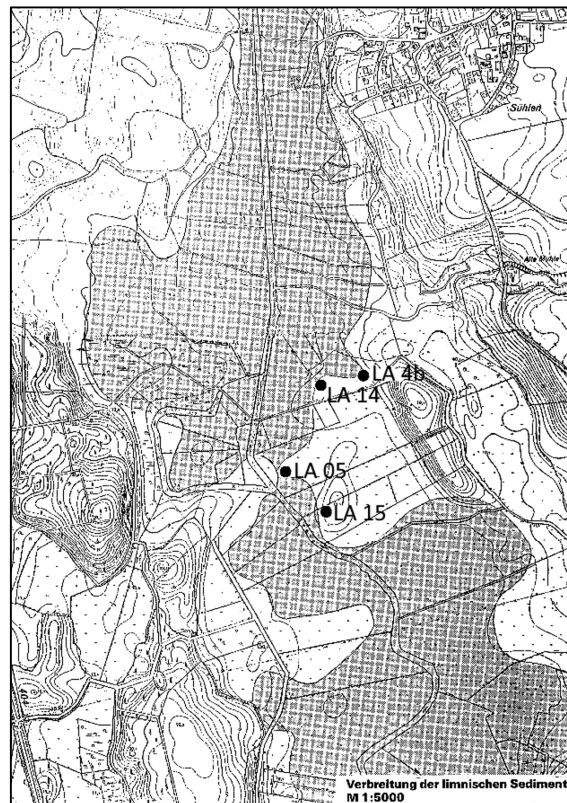 Sühlen
Alte Mühle
LA 4b
LA 14
LA 05
LA 15
Verbreitung der limnischen Sediment
M 1:5000